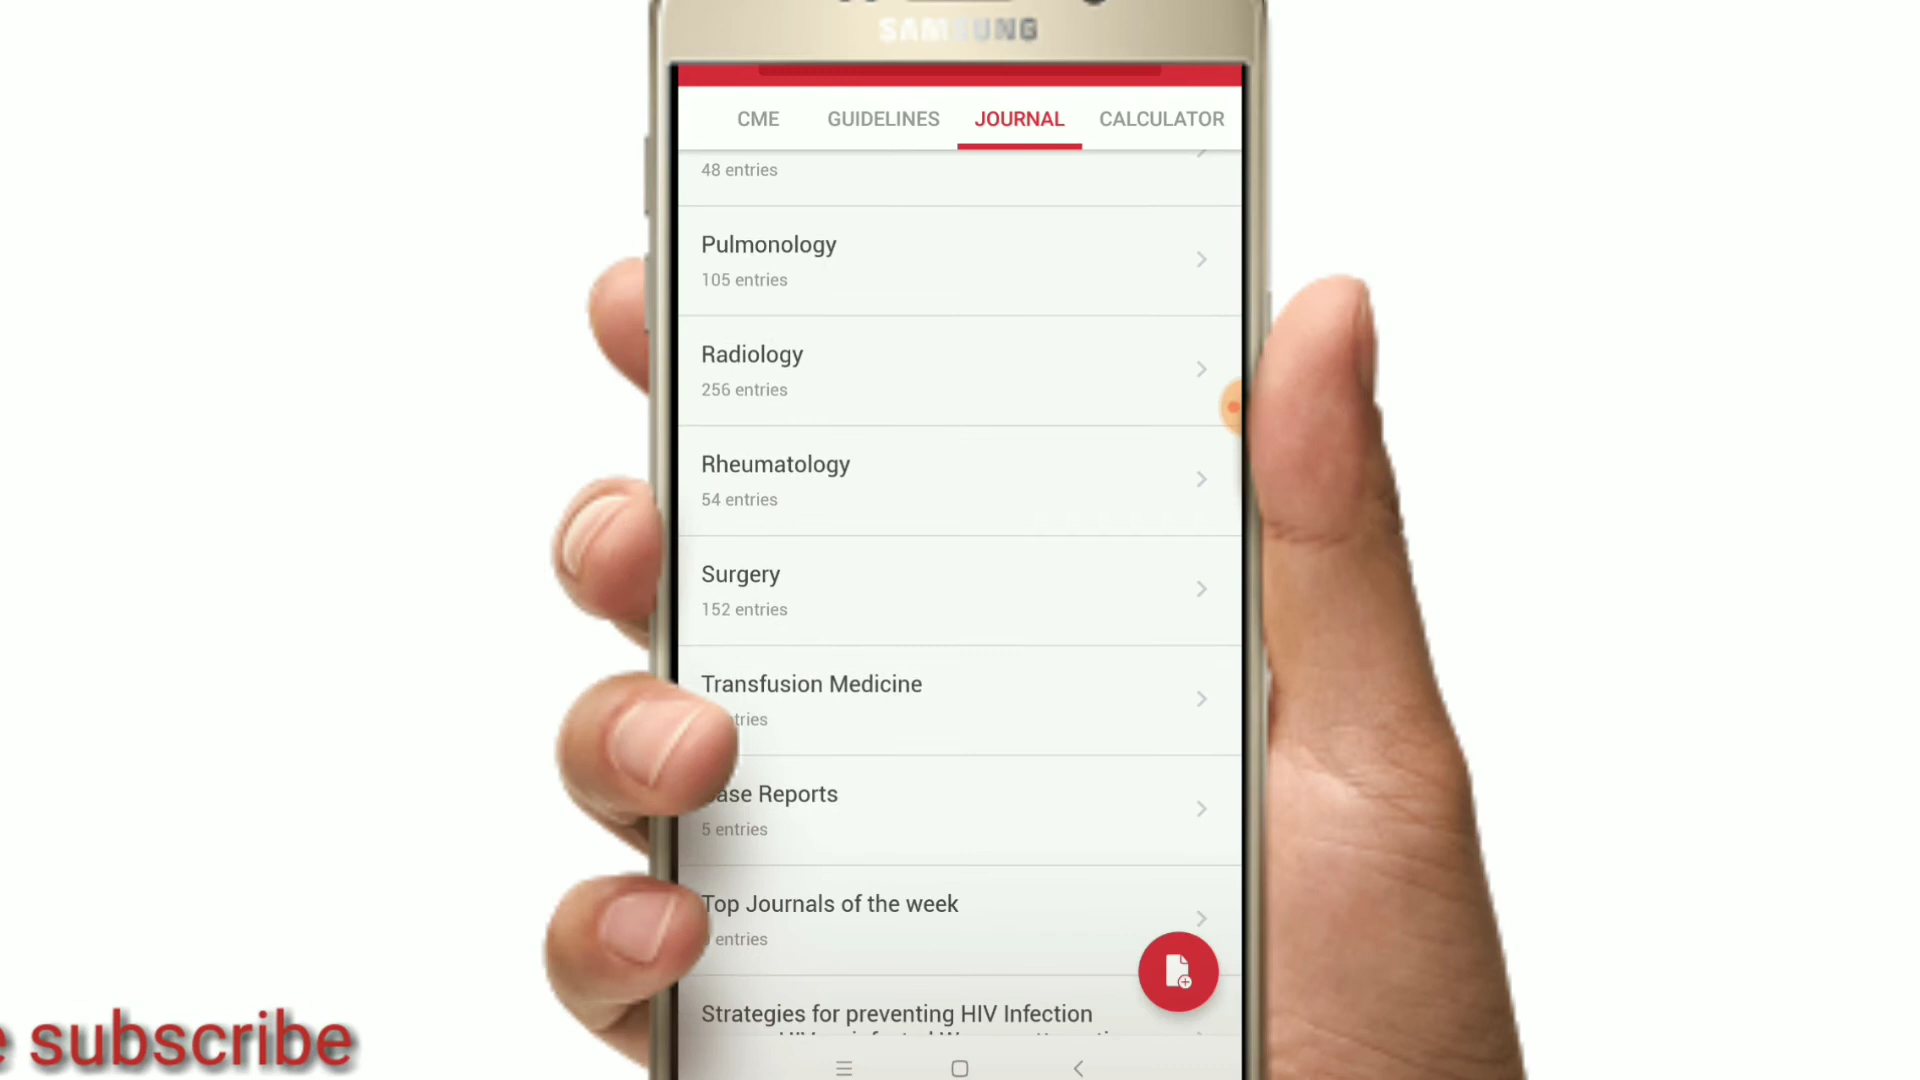 SAMSUNG
CME GUIDELINES JOURNAL CALCULATOR
48 entries
Pulmonology
105 entries
Radiology
256 entries
Rheumatology
54 entries
Surgery
152 entries
Transfusion Medicine
Case Reports
5 entries
Top Journals of the week
entries
Strategies for preventing HIV Infection
subscribe